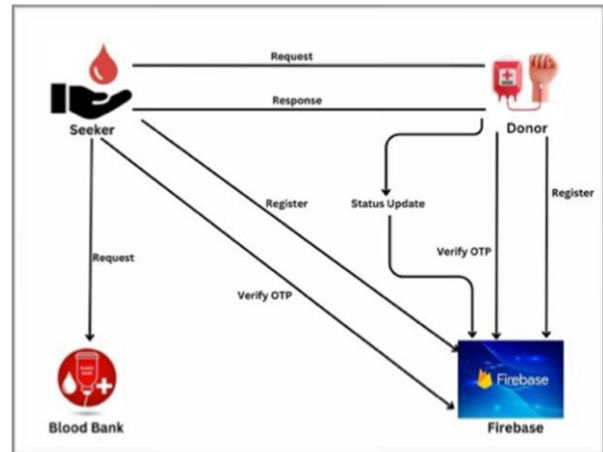 Request
Response
Seeker
Donor
Register
Status Update
Register
Request
Verify OTP
Verify OTP
Firebase
Blood Bank
Firebase